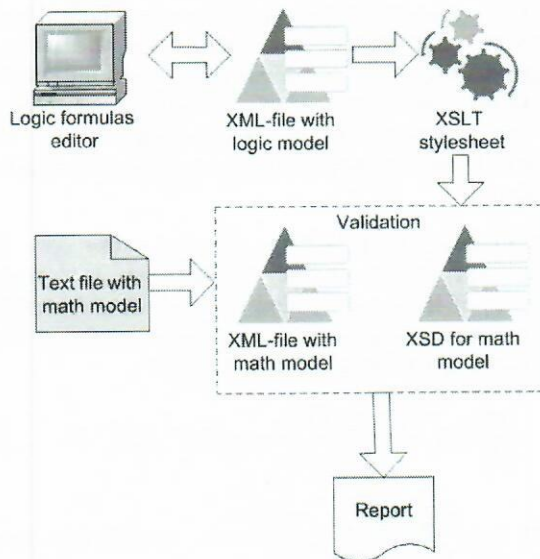 Logic formulas
editor
XML-file with
logic model
XSLT
stylesheet
Validation
Text file with
math model
XML-file with
math model
XSD for math
model
Report